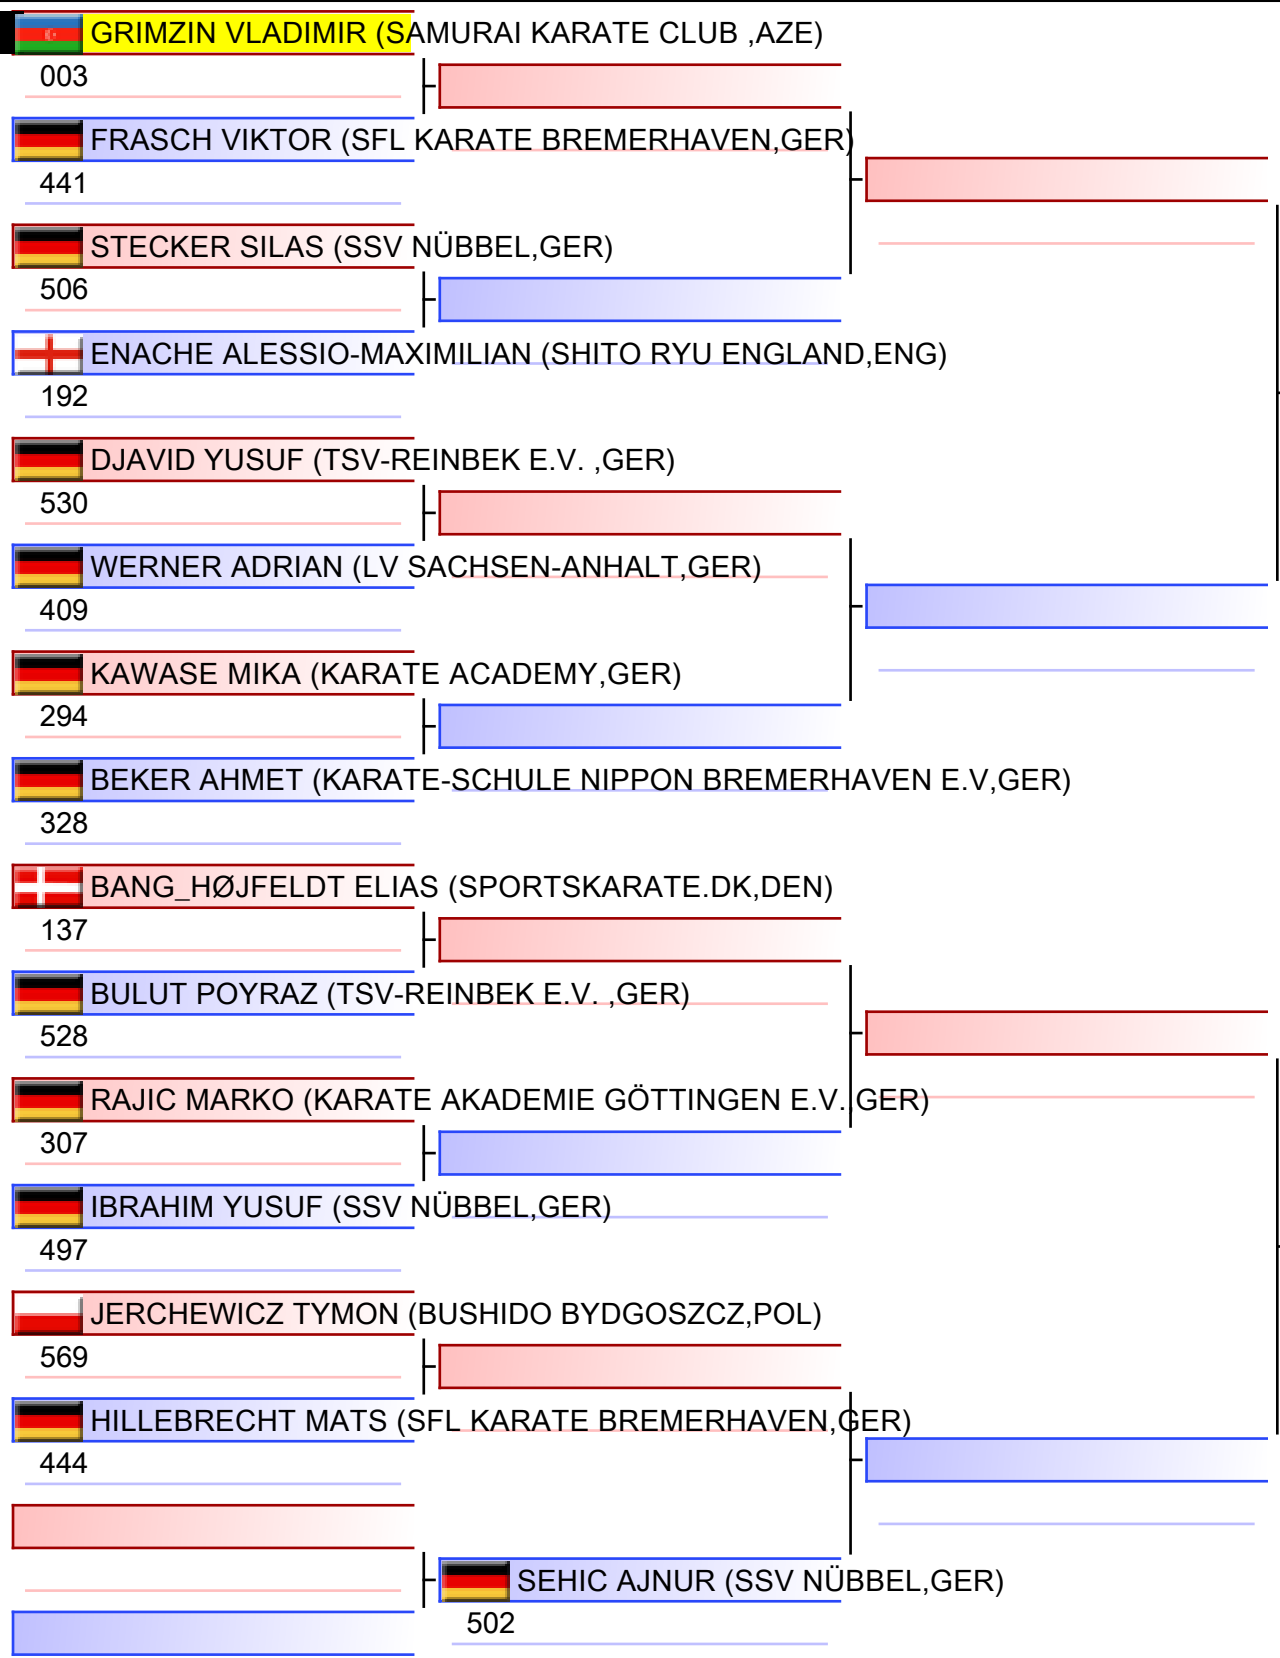 GRIMZIN VLADIMIR (SAMURAI KARATE CLUB ,AZE)
003
FRASCH VIKTOR (SFL KARATE BREMERHAVEN,GER)
441
STECKER SILAS (SSV NÜBBEL,GER)
506
ENACHE ALESSIO-MAXIMILIAN (SHITO RYU ENGLAND,ENG)
192
DJAVID YUSUF (TSV-REINBEK E.V. ,GER)
530
WERNER ADRIAN (LV SACHSEN-ANHALT,GER)
409
KAWASE MIKA (KARATE ACADEMY,GER)
294
BEKER AHMET (KARATE-SCHULE NIPPON BREMERHAVEN E.V,GER)
328
BANG_HØJFELDT ELIAS (SPORTSKARATE.DK,DEN)
137
BULUT POYRAZ (TSV-REINBEK E.V. ,GER)
528
RAJIC MARKO (KARATE AKADEMIE GÖTTINGEN E.V.,GER)
307
IBRAHIM YUSUF (SSV NÜBBEL,GER)
497
JERCHEWICZ TYMON (BUSHIDO BYDGOSZCZ,POL)
569
HILLEBRECHT MATS (SFL KARATE BREMERHAVEN,GER)
444
SEHIC AJNUR (SSV NÜBBEL,GER)
502